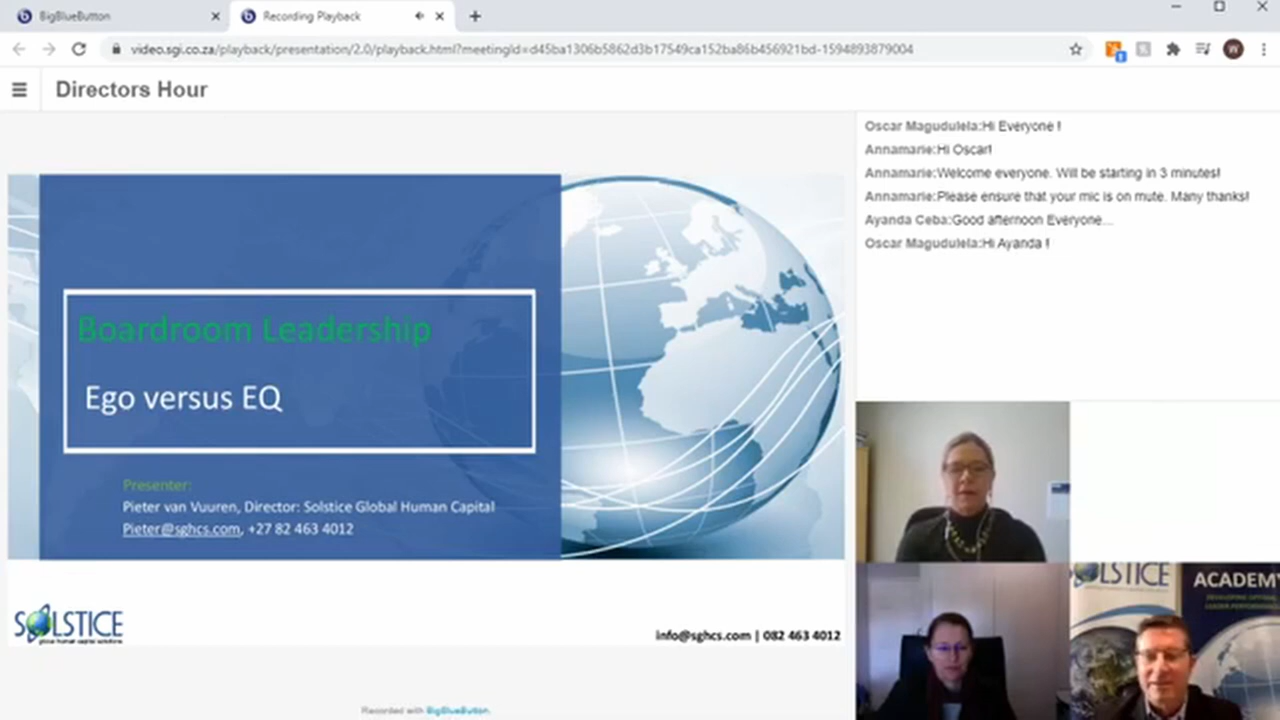 BigBlueButton
Recording Playback
video.sgi.co.za/playback/presentation/2.0/playback.html?meetingId=d45ba1306b5862d3b17549ca152ba86b456921bd-1594893879004
W
Directors Hour
Boardroom Leadership
Ego versus EQ
Presenter:
Pieter van Vuuren, Director: Solstice Global Human Capital
Pieter@sghcs.com, +27 82 463 4012
SOLSTICE
global human capital solutions
info@sghcs.com | 082 463 4012
Recorded with BigBlueButton.
Oscar Magudulela:Hi Everyone !
Annamarie:Hi Oscar!
Annamarie:Welcome everyone. Will be starting in 3 minutes!
Annamarie:Please ensure that your mic is on mute. Many thanks!
Ayanda Ceba:Good afternoon Everyone...
Oscar Magudulela:Hi Ayanda !
SOLSTICE
ACADEMY